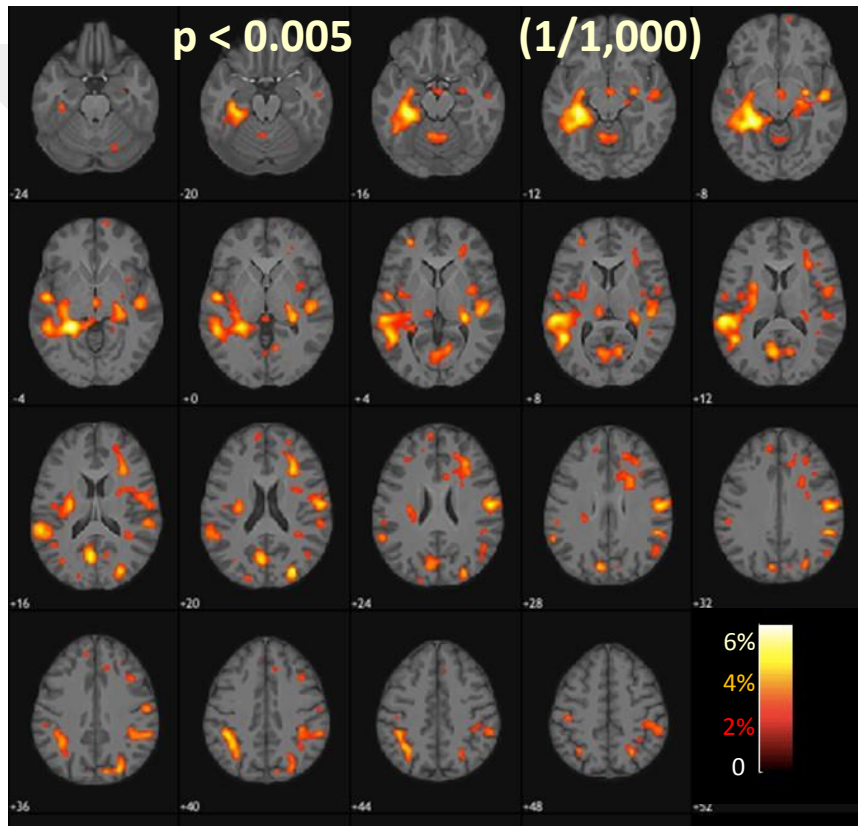 p < 0.005 (1/1,000)
-24 -20 -16 -12 -8
-4 +0 +4 +8 +12
+16 +20 +24 +28 +32
6%
4%
2%
0
+36 +40 +44 +48